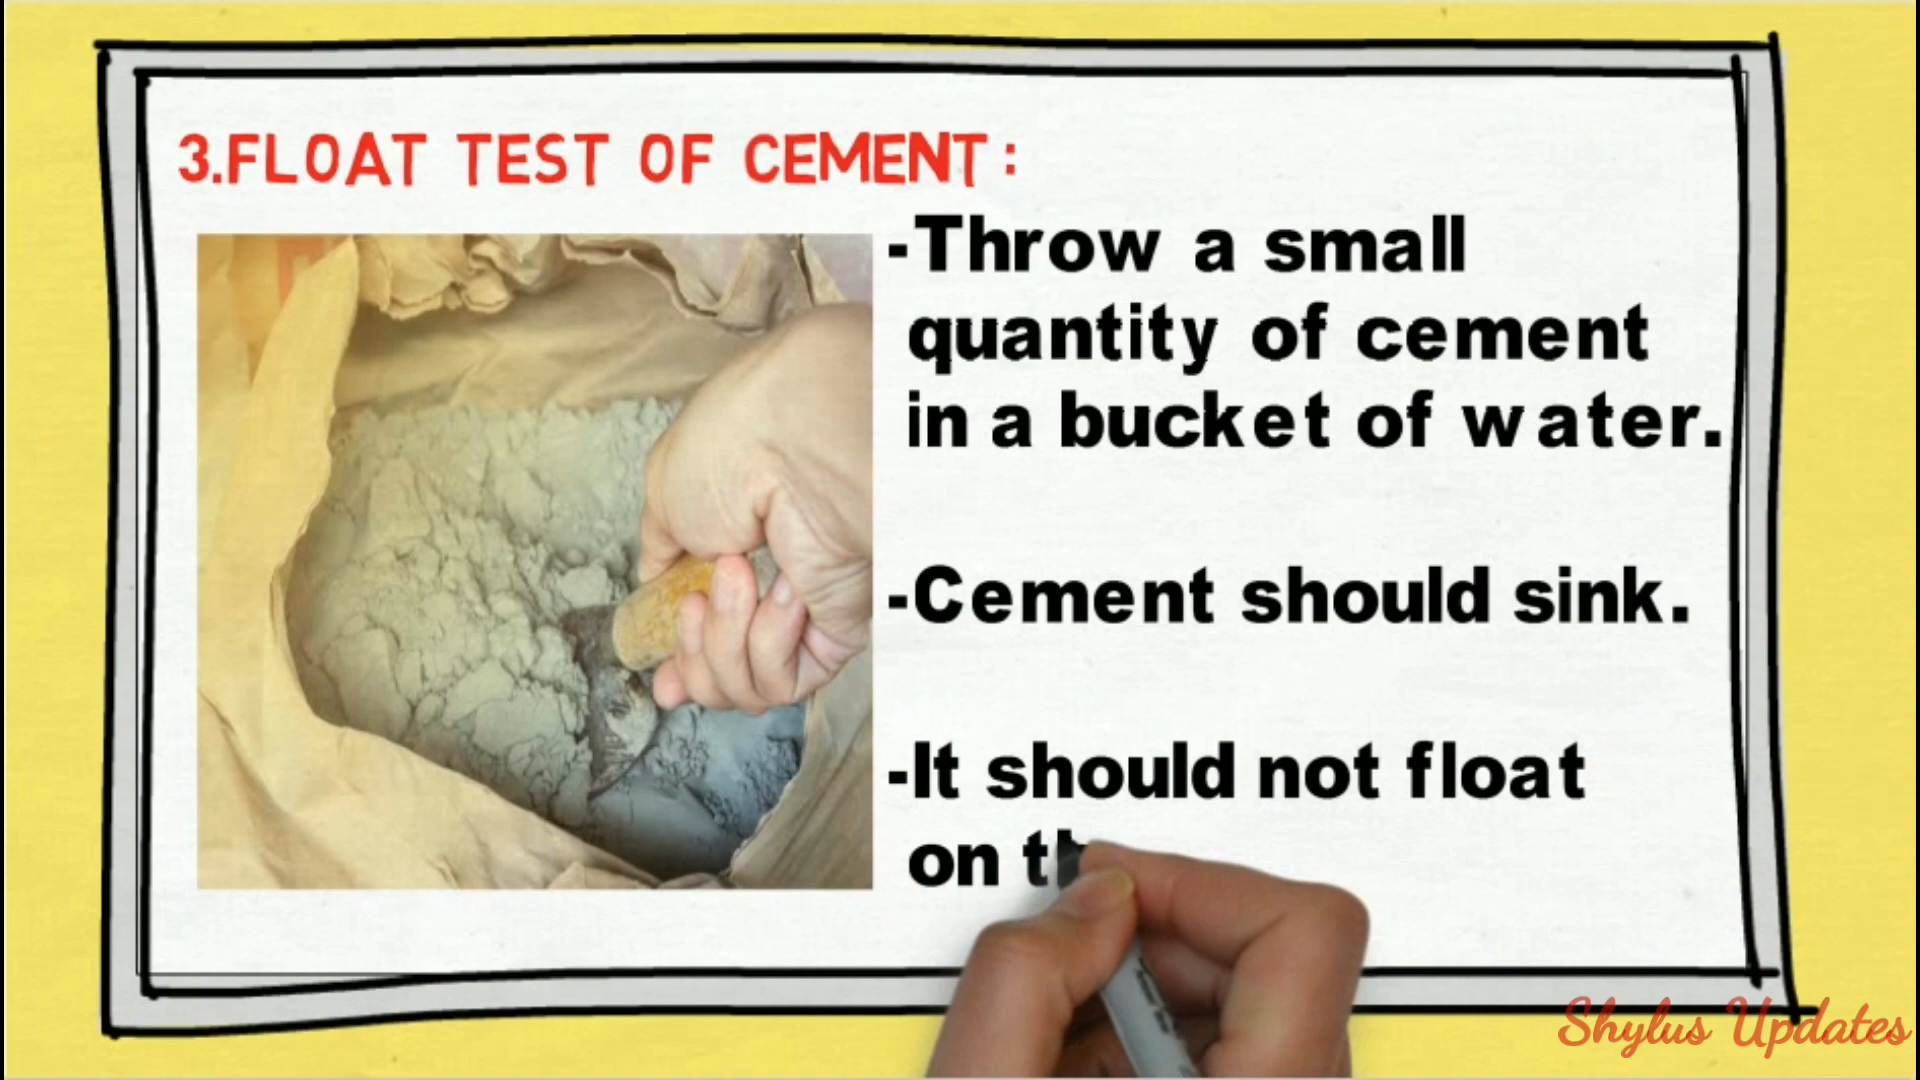 3.FLOAT TEST OF CEMENT:
-Throw a small
quantity of cement
in a bucket of water.
-Cement should sink.
-It should not float
on
Shylus Updates